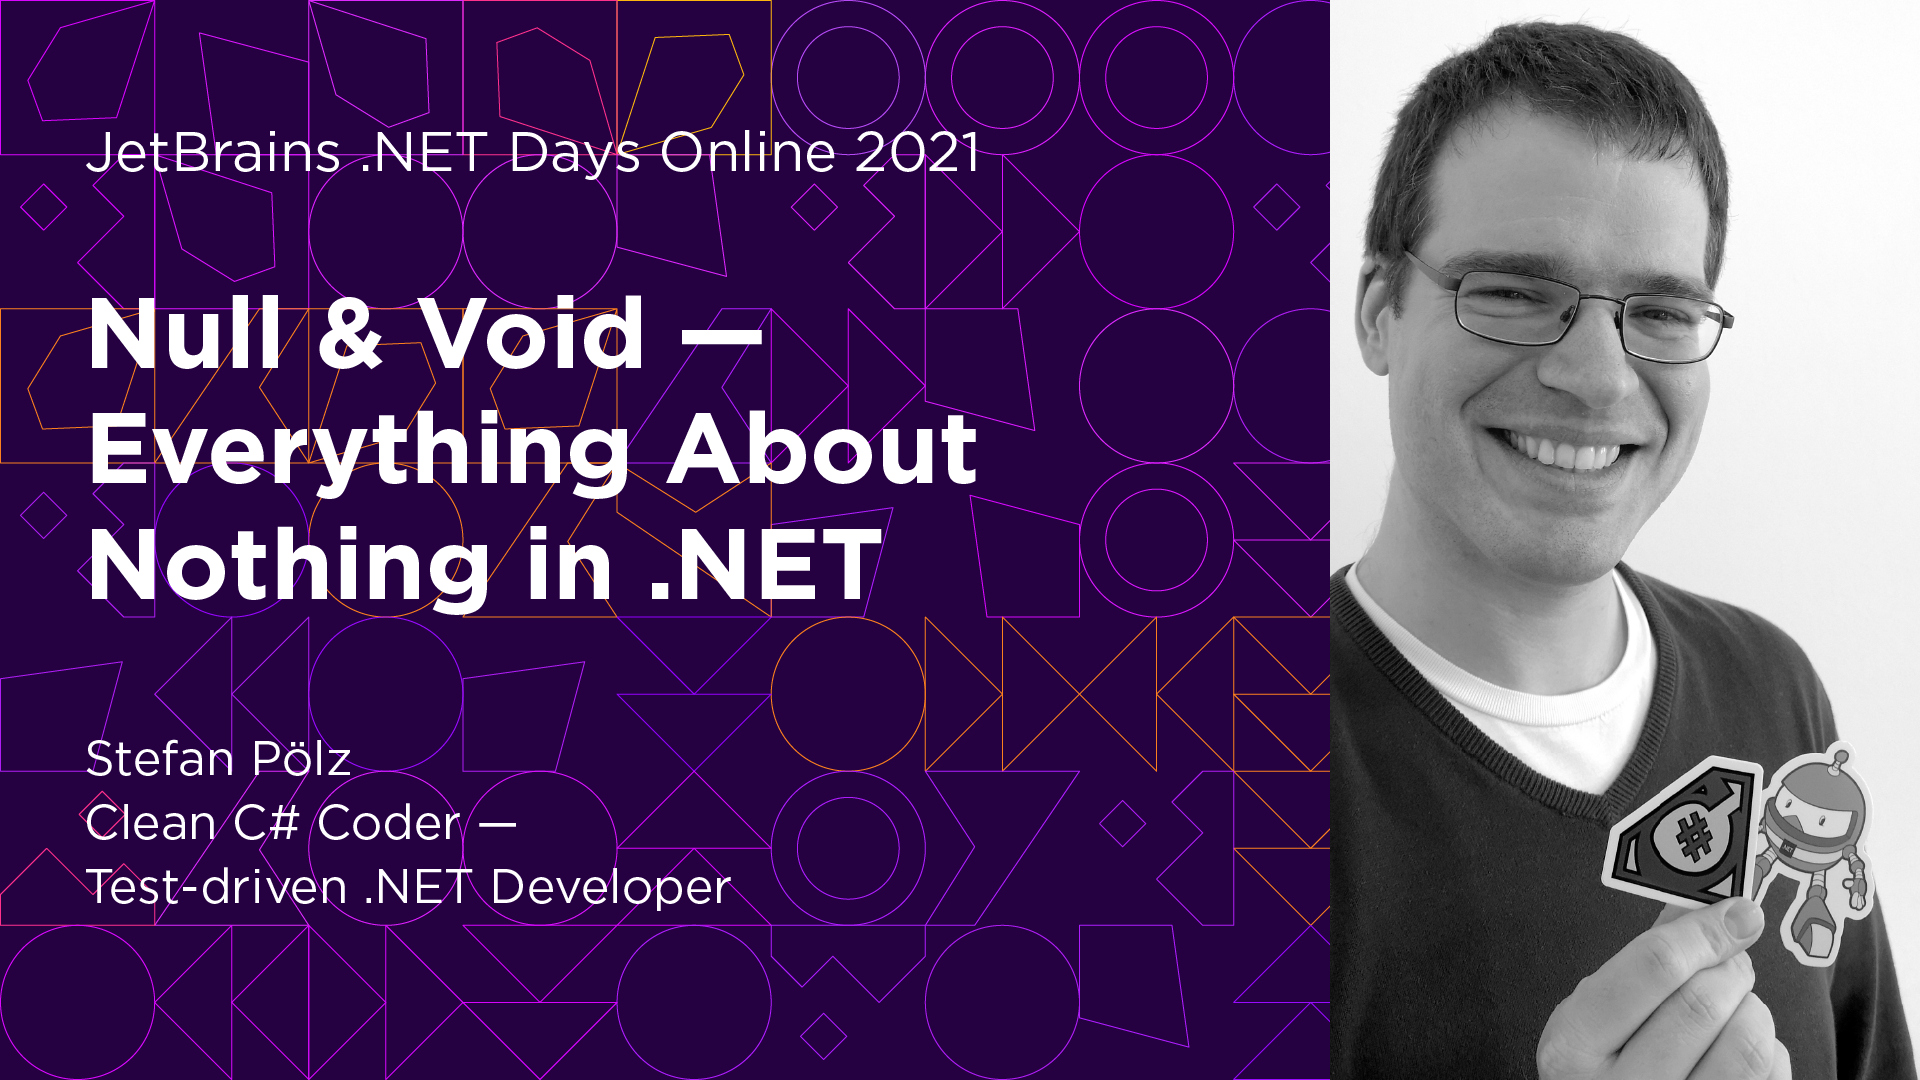 JetBrains .NET Days Online 2021
Null & Void —
Everything About
Nothing in .NET
Stefan Pölz
Clean C# Coder —
Test-driven .NET Developer
#
.NET